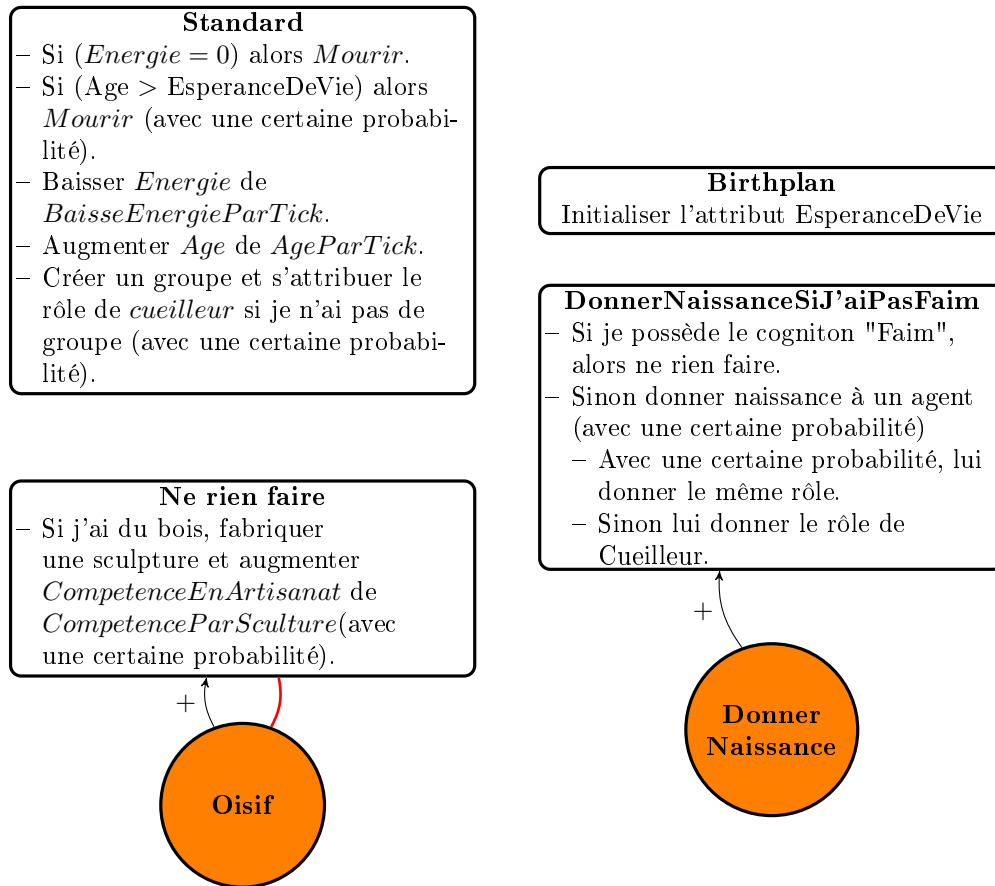 Standard
– Si (Energie = 0) alors Mourir.
– Si (Age > EsperanceDeVie) alors
Mourir (avec une certaine probabi-
lité).
– Baisser Energie de
BaisseEnergieParTick.
– Augmenter Age de AgeParTick.
– Créer un groupe et s'attribuer le
rôle de cueilleur si je n'ai pas de
groupe (avec une certaine probabi-
lité).
Birthplan
Initialiser l'attribut EsperanceDeVie
DonnerNaissanceSiJ'aiPasFaim
– Si je possède le cogniton "Faim",
alors ne rien faire.
– Sinon donner naissance à un agent
(avec une certaine probabilité)
– Avec une certaine probabilité, lui
donner le même rôle.
– Sinon lui donner le rôle de
Cueilleur.
Ne rien faire
– Si j'ai du bois, fabriquer
une sculpture et augmenter
CompetenceEnArtisanat de
CompetenceParSculture(avec
une certaine probabilité).
+
Oisif
+
Donner
Naissance